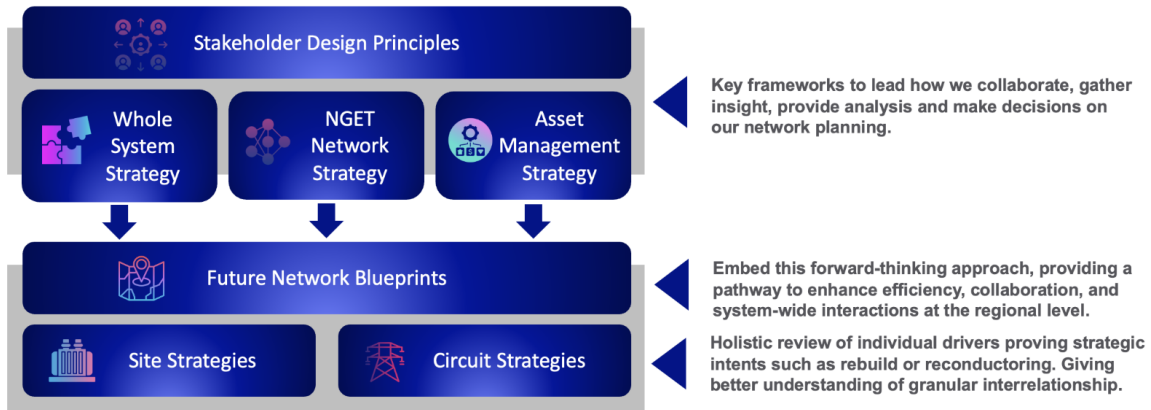 Stakeholder Design Principles
Key frameworks to lead how we collaborate, gather
insight, provide analysis and make decisions on
our network planning.
Whole
System
Strategy
NGET
Network
Strategy
Asset
Management
Strategy
Future Network Blueprints
Embed this forward-thinking approach, providing a
pathway to enhance efficiency, collaboration, and
system-wide interactions at the regional level.
Site Strategies
Circuit Strategies
Holistic review of individual drivers proving strategic
intents such as rebuild or reconductoring. Giving
better understanding of granular interrelationship.